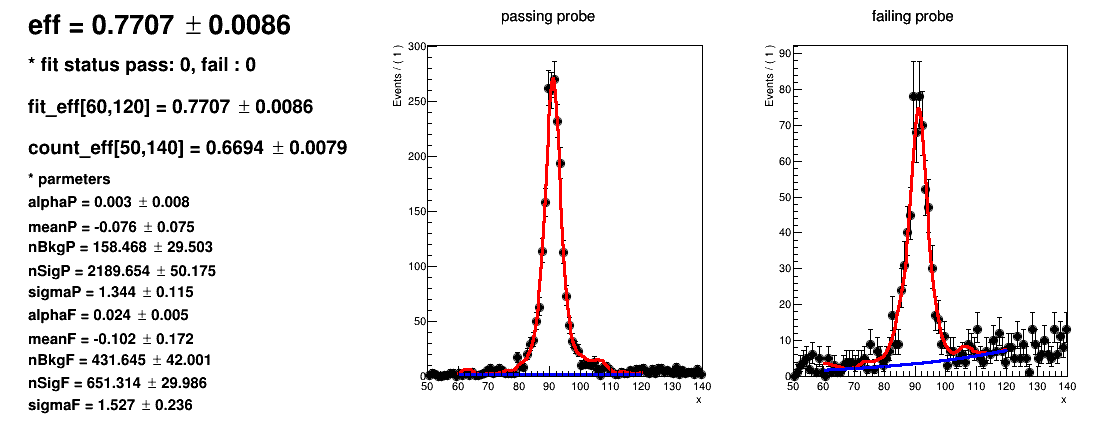 eff = 0.7707 ± 0.0086
* fit status pass: 0, fail : 0
fit_eff[60,120] = 0.7707 ± 0.0086
count_eff[50,140] = 0.6694 ± 0.0079
* parmeters
alphaP = 0.003 ± 0.008
meanP = -0.076 ± 0.075
nBkgP = 158.468 ± 29.503
nSigP = 2189.654 ± 50.175
sigmaP = 1.344 ± 0.115
alphaF = 0.024 ± 0.005
meanF = -0.102 ± 0.172
nBkgF = 431.645 ± 42.001
nSigF = 651.314 ± 29.986
sigmaF = 1.527 ± 0.236
passing probe
Events / ( 1 )
300
250
200
150
100
50
0
50 60 70 80 90 100 110 120 130 140
x
failing probe
Events / ( 1 )
90
80
70
60
50
40
30
20
10
0
50 60 70 80 90 100 110 120 130 140
x